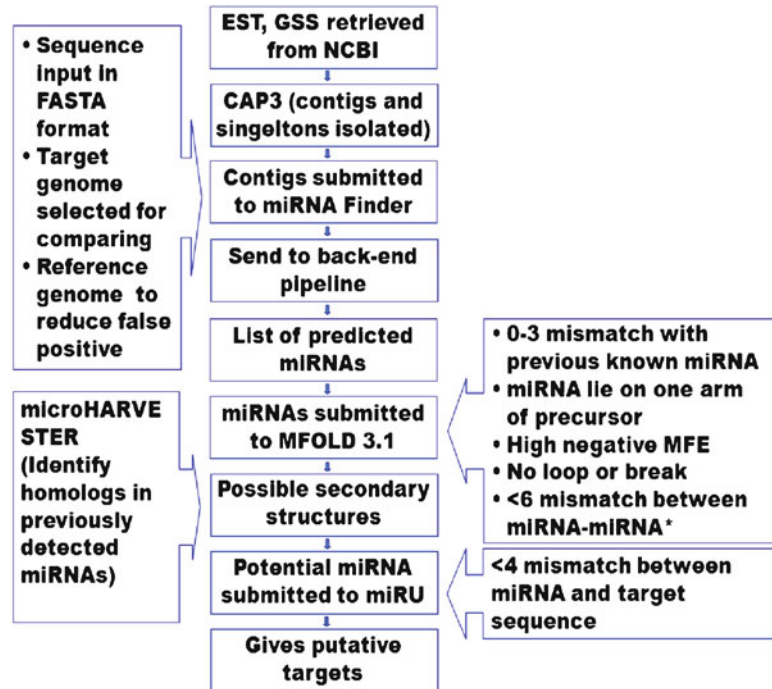 EST, GSS retrieved
from NCBI
CAP3 (contigs and
singeltons isolated)
Contigs submitted
to miRNA Finder
Send to back-end
pipeline
List of predicted
miRNAs
miRNAs submitted
to MFOLD 3.1
Possible secondary
structures
Potential miRNA
submitted to miRU
Gives putative
targets
• Sequence
input in
FASTA
format
• Target
genome
selected for
comparing
• Reference
genome to
reduce false
positive
microHARVE
STER
(Identify
homologs in
previously
detected
miRNAs)
• 0-3 mismatch with
previous known miRNA
• miRNA lie on one arm
of precursor
• High negative MFE
• No loop or break
• <6 mismatch between
miRNA-miRNA*
<4 mismatch between
miRNA and target
sequence